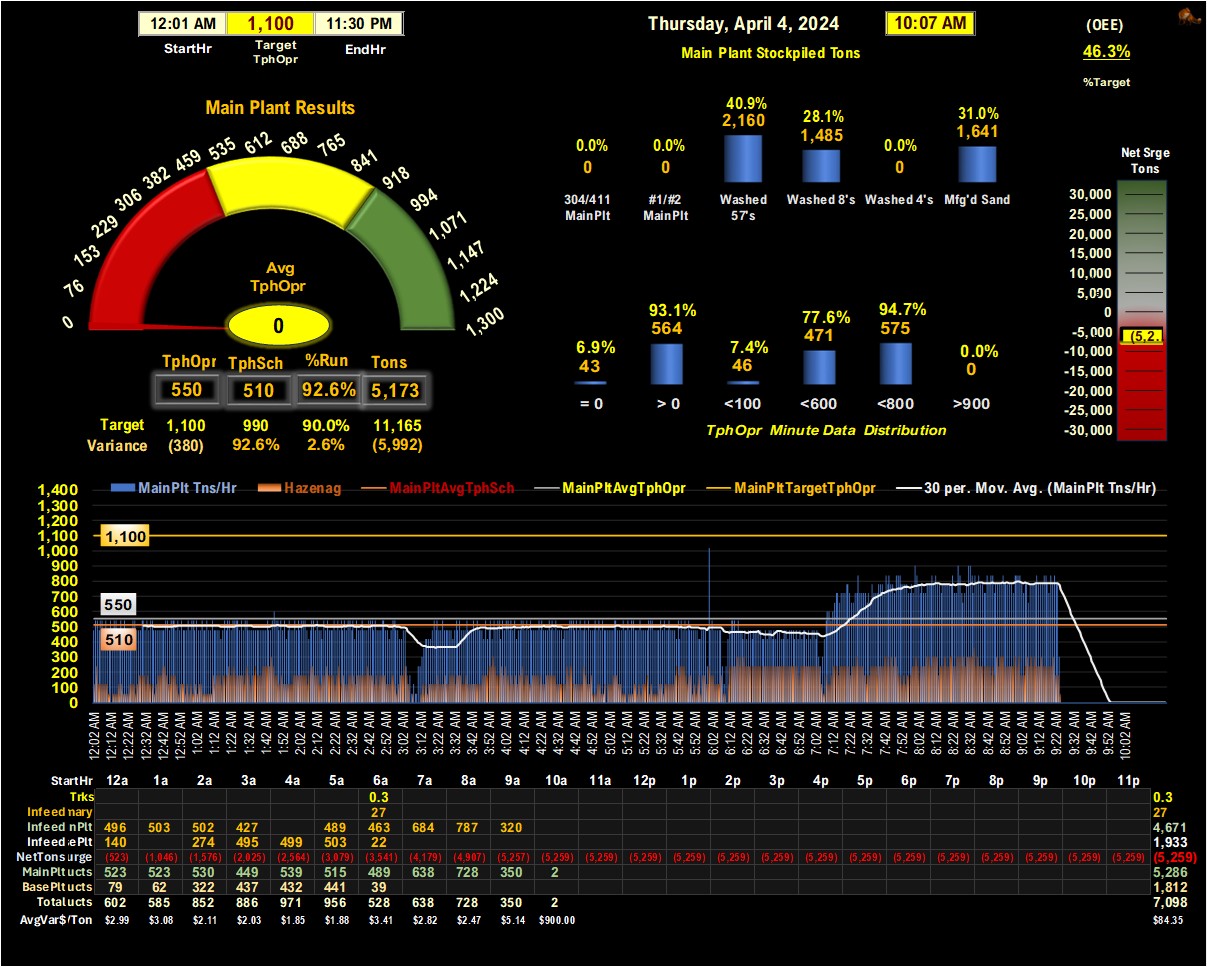 12:01 AM 1,100 11:30 PM
StartHr Target TphOpr EndHr
Thursday, April 4, 2024 10:07 AM
Main Plant Stockpiled Tons
(OEE)
46.3%
%Target
Main Plant Results
0 76 153 229 306 382 459 535 612 688 765 841 918 994 1,071 1,147 1,224 1,300
Avg
TphOpr
0
TphOpr TphSch %Run Tons
550 510 92.6% 5,173
Target 1,100 990 90.0% 11,165
Variance (380) 92.6% 2.6% (5,992)
0.0% 0.0% 40.9% 28.1% 0.0% 31.0%
0 0 2,160 1,485 0 1,641
304/411 #1/#2 Washed Washed 8's Washed 4's Mfg'd Sand
MainPlt MainPlt 57's
6.9% 93.1% 7.4% 77.6% 94.7% 0.0%
43 564 46 471 575 0
= 0 > 0 <100 <600 <800 >900
TphOpr Minute Data Distribution
Net Srge
Tons
30,000
25,000
20,000
15,000
10,000
5,000
0
-5,000
(5,2..
-10,000
-15,000
-20,000
-25,000
-30,000
MainPlt Tns/Hr Hazenag MainPltAvgTphSch MainPltAvgTphOpr MainPltTargetTphOpr 30 per. Mov. Avg. (MainPlt Tns/Hr)
1,400
1,300
1,200
1,100
1,000
900
800
700
600
500
400
300
200
100
0
1,100
550
510
12:02 AM 12:12 AM 12:22 AM 12:32 AM 12:42 AM 12:52 AM 1:02 AM 1:12 AM 1:22 AM 1:32 AM 1:42 AM 1:52 AM 2:02 AM 2:12 AM 2:22 AM 2:32 AM 2:42 AM 2:52 AM 3:02 AM 3:12 AM 3:22 AM 3:32 AM 3:42 AM 3:52 AM 4:02 AM 4:12 AM 4:22 AM 4:32 AM 4:42 AM 4:52 AM 5:02 AM 5:12 AM 5:22 AM 5:32 AM 5:42 AM 5:52 AM 6:02 AM 6:12 AM 6:22 AM 6:32 AM 6:42 AM 6:52 AM 7:02 AM 7:12 AM 7:22 AM 7:32 AM 7:42 AM 7:52 AM 8:02 AM 8:12 AM 8:22 AM 8:32 AM 8:42 AM 8:52 AM 9:02 AM 9:12 AM 9:22 AM 9:32 AM 9:42 AM 9:52 AM 10:02 AM
StartHr 12a 1a 2a 3a 4a 5a 6a 7a 8a 9a 10a 11a 12p 1p 2p 3p 4p 5p 6p 7p 8p 9p 10p 11p
Trks 0.3 0.3
Infeed mary 27 27
Infeed nPlt 496 503 502 427 489 463 684 787 320 4,671
Infeed ePlt 140 274 495 499 503 22 1,933
NetTons urge (523) (1,046) (1,576) (2,025) (2,564) (3,079) (3,541) (4,179) (4,907) (5,257) (5,259) (5,259) (5,259) (5,259) (5,259) (5,259) (5,259) (5,259) (5,259) (5,259) (5,259) (5,259) (5,259) (5,259) (5,259)
MainPlt ucts 523 523 530 449 539 515 489 638 728 350 2 5,286
BasePlt ucts 79 62 322 437 432 441 39 1,812
Total ucts 602 585 852 886 971 956 528 638 728 350 2 7,098
AvgVar$/Ton $2.99 $3.08 $2.11 $2.03 $1.85 $1.88 $3.41 $2.82 $2.47 $5.14 $900.00 $84.35